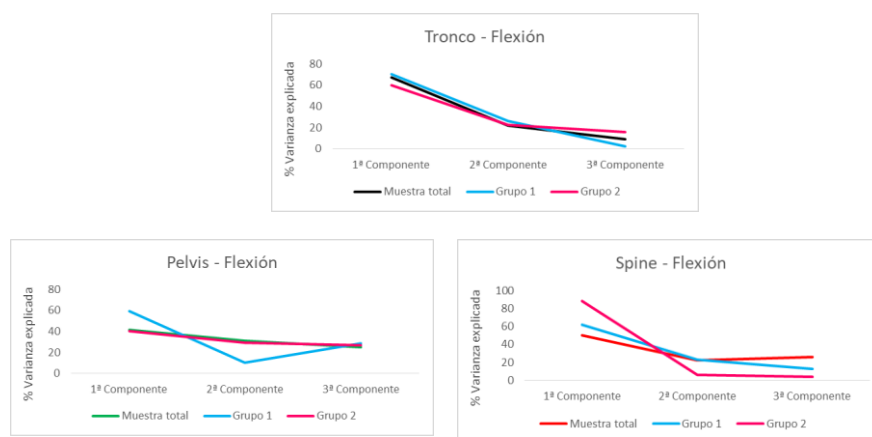 Tronco - Flexión
% Varianza explicada
80
60
40
20
0
1ª Componente 2ª Componente 3ª Componente
Muestra total Grupo 1 Grupo 2
Pelvis - Flexión
% Varianza explicada
80
60
40
20
0
1ª Componente 2ª Componente 3ª Componente
Muestra total Grupo 1 Grupo 2
Spine - Flexión
% Varianza explicada
100
80
60
40
20
0
1ª Componente 2ª Componente 3ª Componente
Muestra total Grupo 1 Grupo 2